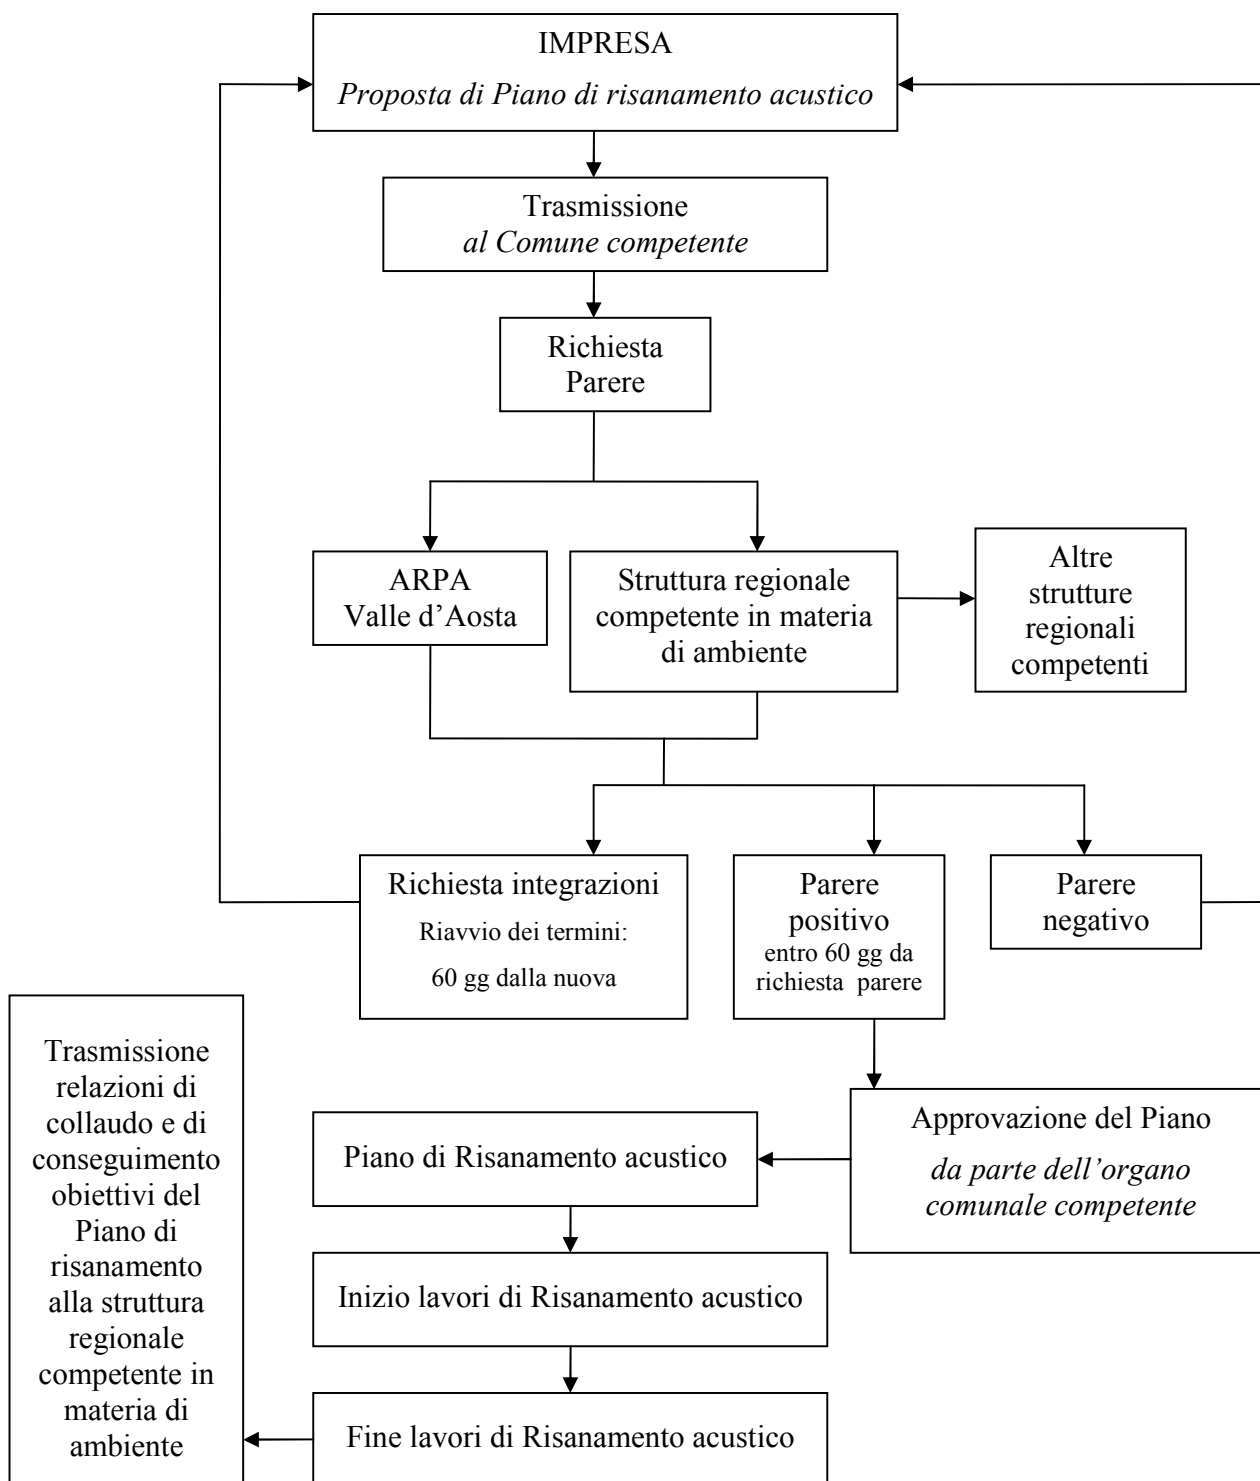 IMPRESA
Proposta di Piano di risanamento acustico
Trasmissione
al Comune competente
Richiesta
Parere
ARPA
Valle d’Aosta
Struttura regionale
competente in materia
di ambiente
Altre
strutture
regionali
competenti
Richiesta integrazioni
Riavvio dei termini:
60 gg dalla nuova
Parere
positivo
entro 60 gg da
richiesta parere
Parere
negativo
Approvazione del Piano
da parte dell’organo
comunale competente
Piano di Risanamento acustico
Inizio lavori di Risanamento acustico
Fine lavori di Risanamento acustico
Trasmissione
relazioni di
collaudo e di
conseguimento
obiettivi del
Piano di
risanamento
alla struttura
regionale
competente in
materia di
ambiente